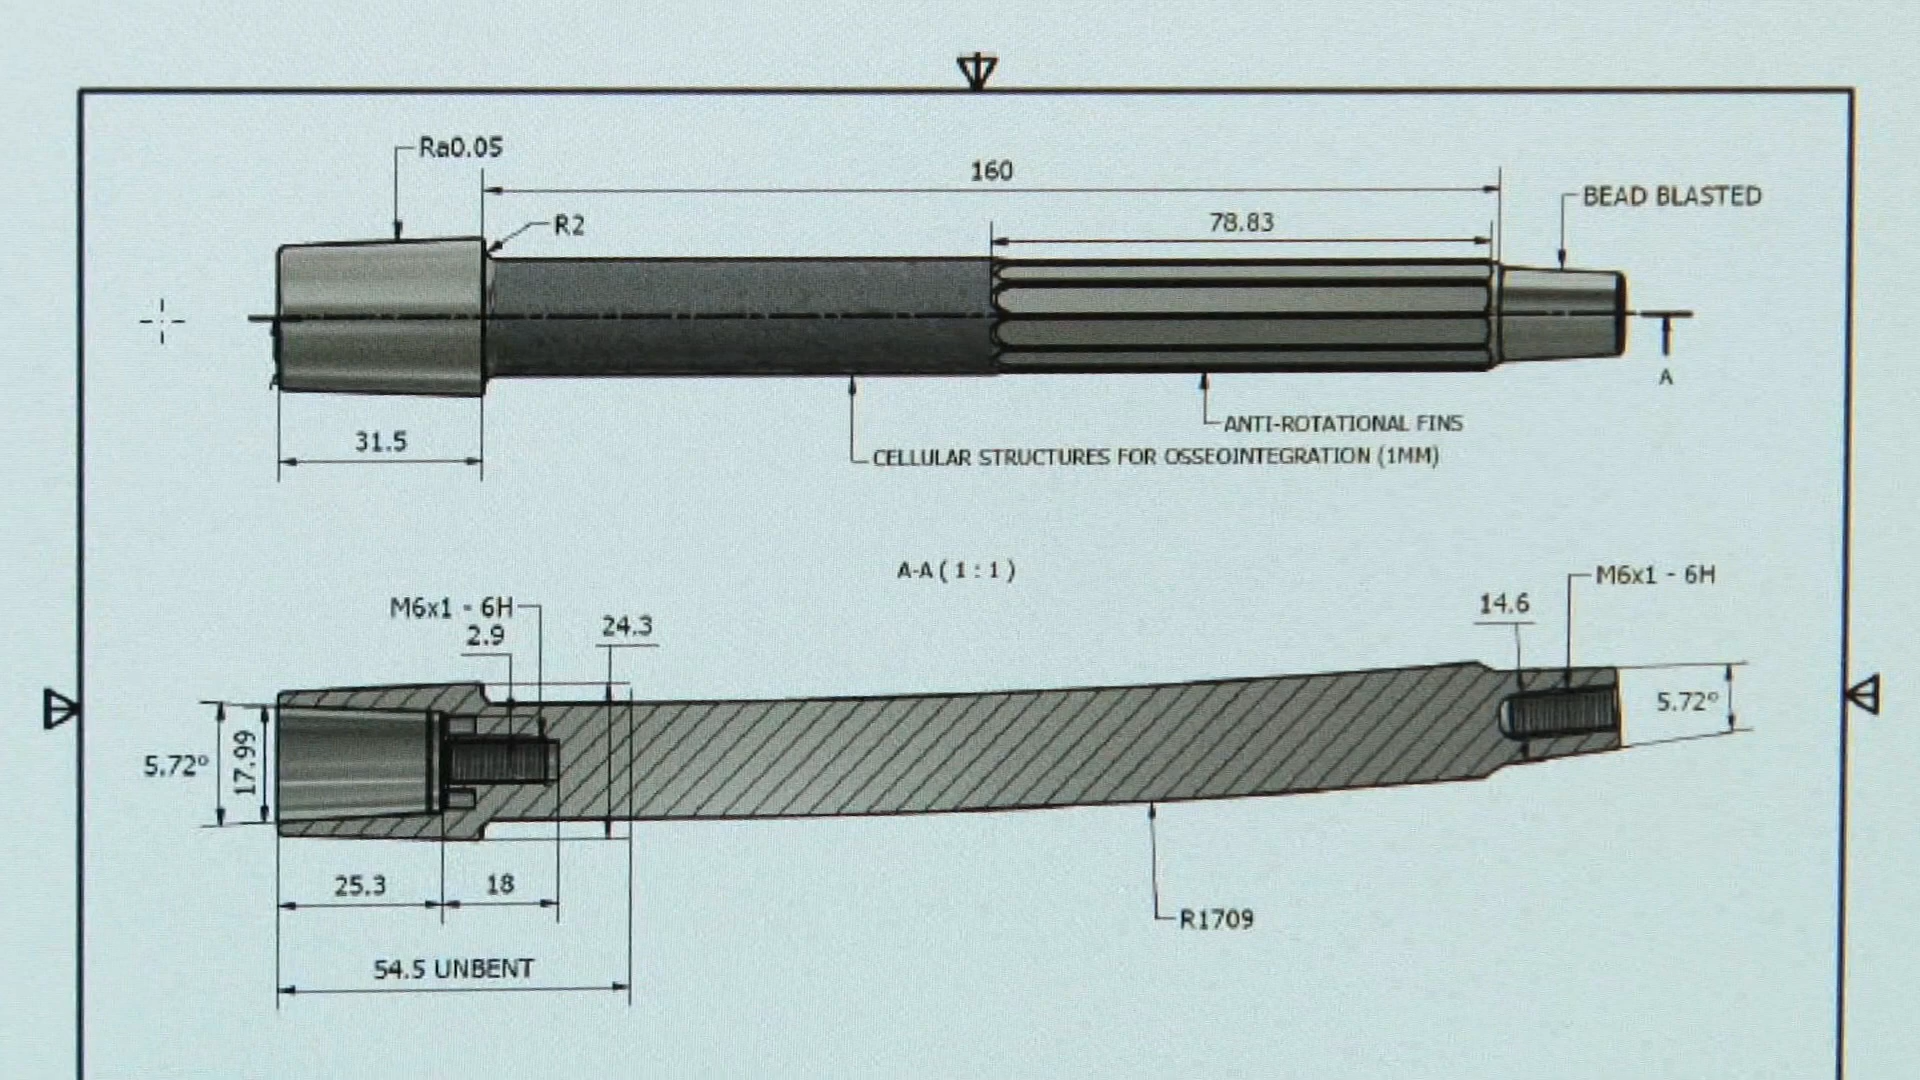 Ra0.05
160
BEAD BLASTED
R2
78.83
A
ANTI-ROTATIONAL FINS
31.5
CELLULAR STRUCTURES FOR OSSEOINTEGRATION (1MM)
A-A ( 1 : 1 )
M6x1 - 6H
M6x1 - 6H
2.9
24.3
14.6
5.72°
17.99
5.72°
25.3
18
R1709
54.5 UNBENT